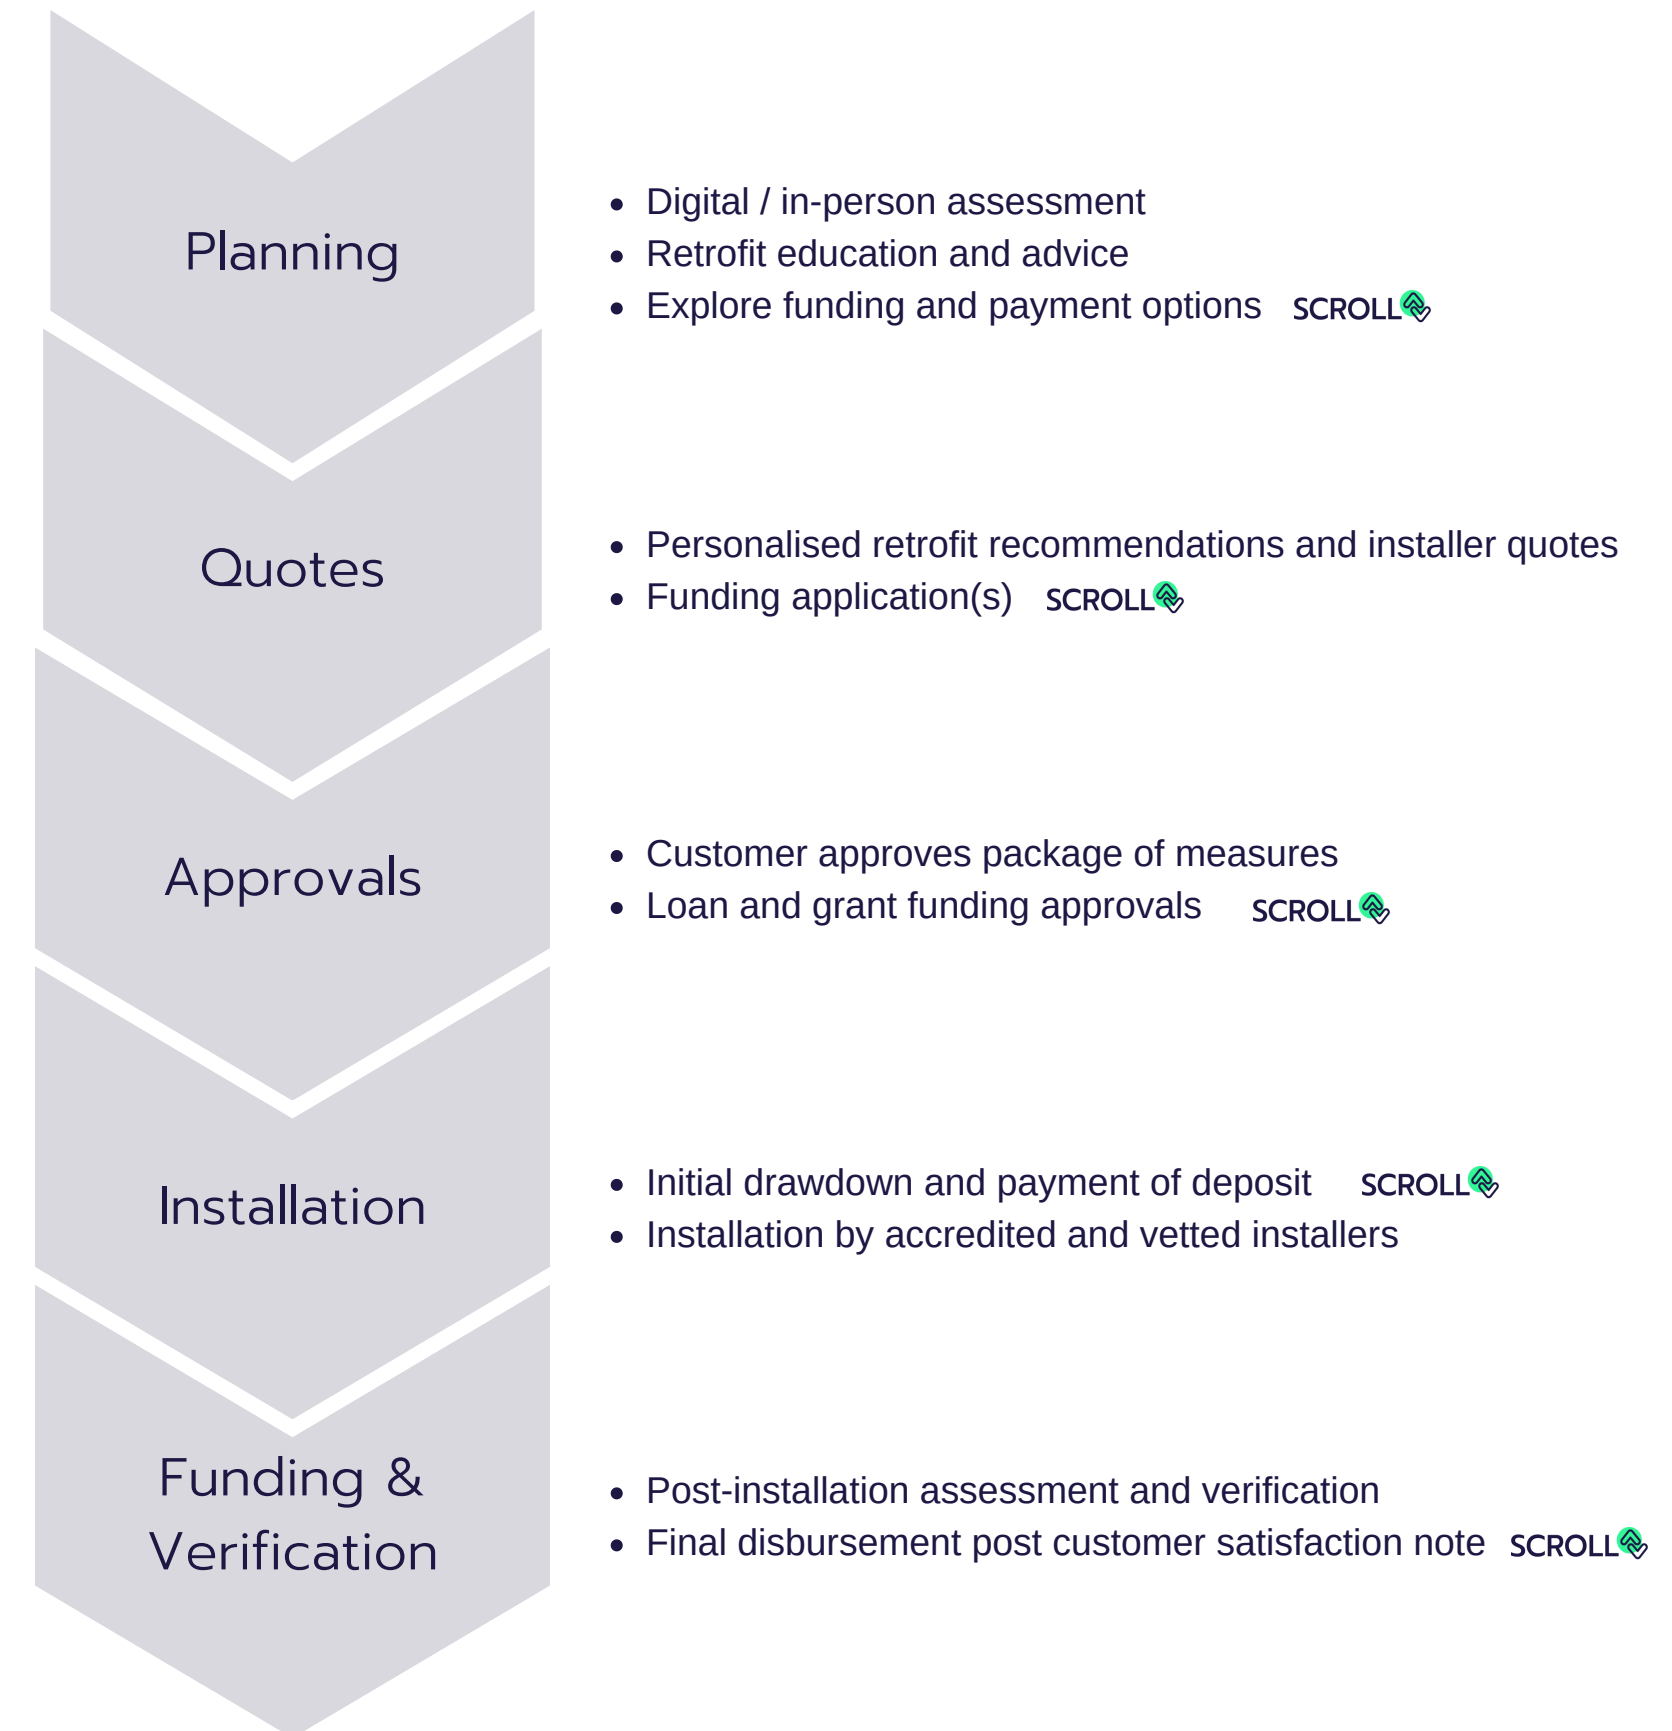 Planning
• Digital / in-person assessment
• Retrofit education and advice
• Explore funding and payment options SCROLL
Quotes
• Personalised retrofit recommendations and installer quotes
• Funding application(s) SCROLL
Approvals
• Customer approves package of measures
• Loan and grant funding approvals SCROLL
Installation
• Initial drawdown and payment of deposit SCROLL
• Installation by accredited and vetted installers
Funding &
Verification
• Post-installation assessment and verification
• Final disbursement post customer satisfaction note SCROLL